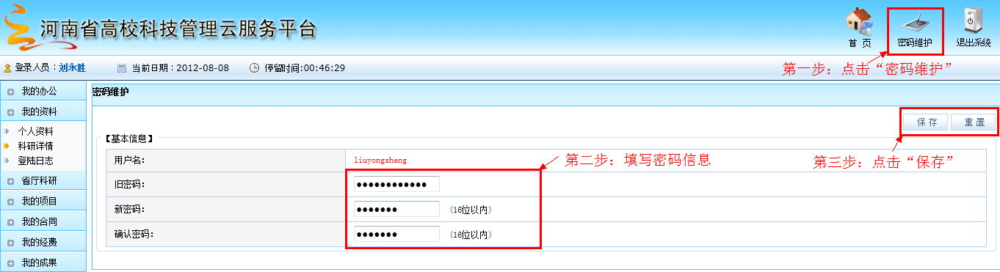 河南省高校科技管理云服务平台
首 页
密码维护
退出系统
登录人员：刘永胜
当前日期：2012-08-08
停留时间:00:46:29
第一步：点击“密码维护”
我的办公
我的资料
个人资料
科研详情
登陆日志
省厅科研
我的项目
我的合同
我的经费
我的成果
密码维护
保 存
重 置
【基本信息】
第三步：点击“保存”
用户名：
liuyongsheng
第二步：填写密码信息
旧密码：
●●●●●●●●●●●●
新密码：
●●●●●●●
(16位以内)
确认密码：
●●●●●●●
(16位以内)